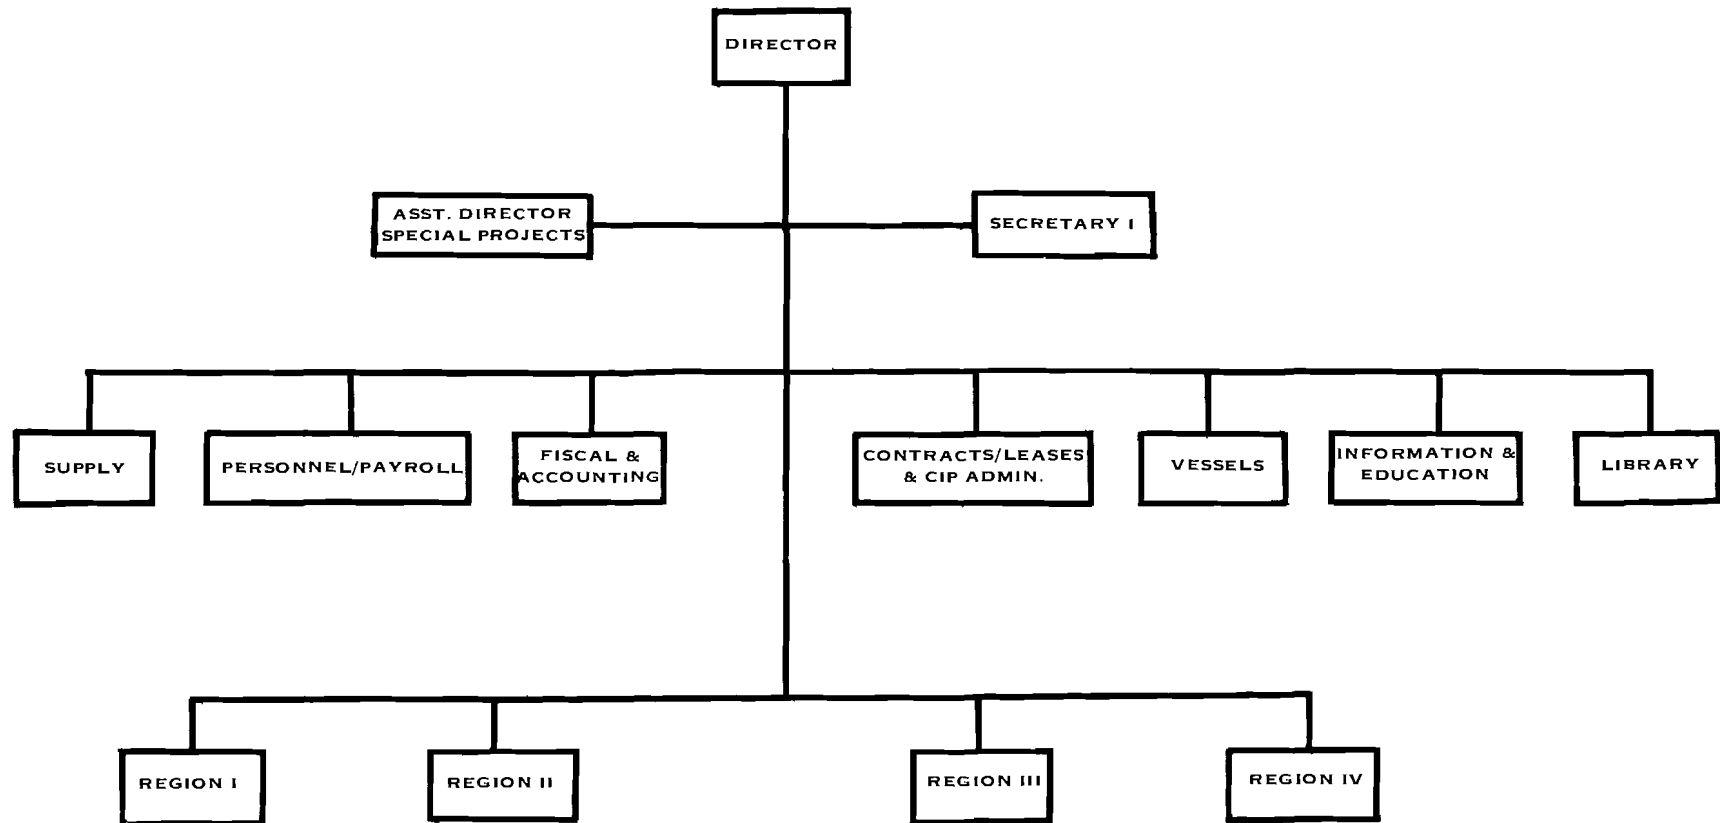 DIRECTOR
ASST. DIRECTOR
SPECIAL PROJECTS
SECRETARY I
SUPPLY
PERSONNEL/PAYROLL
FISCAL &
ACCOUNTING
CONTRACTS/LEASES
& CIP ADMIN.
VESSELS
INFORMATION &
EDUCATION
LIBRARY
REGION I
REGION II
REGION III
REGION IV